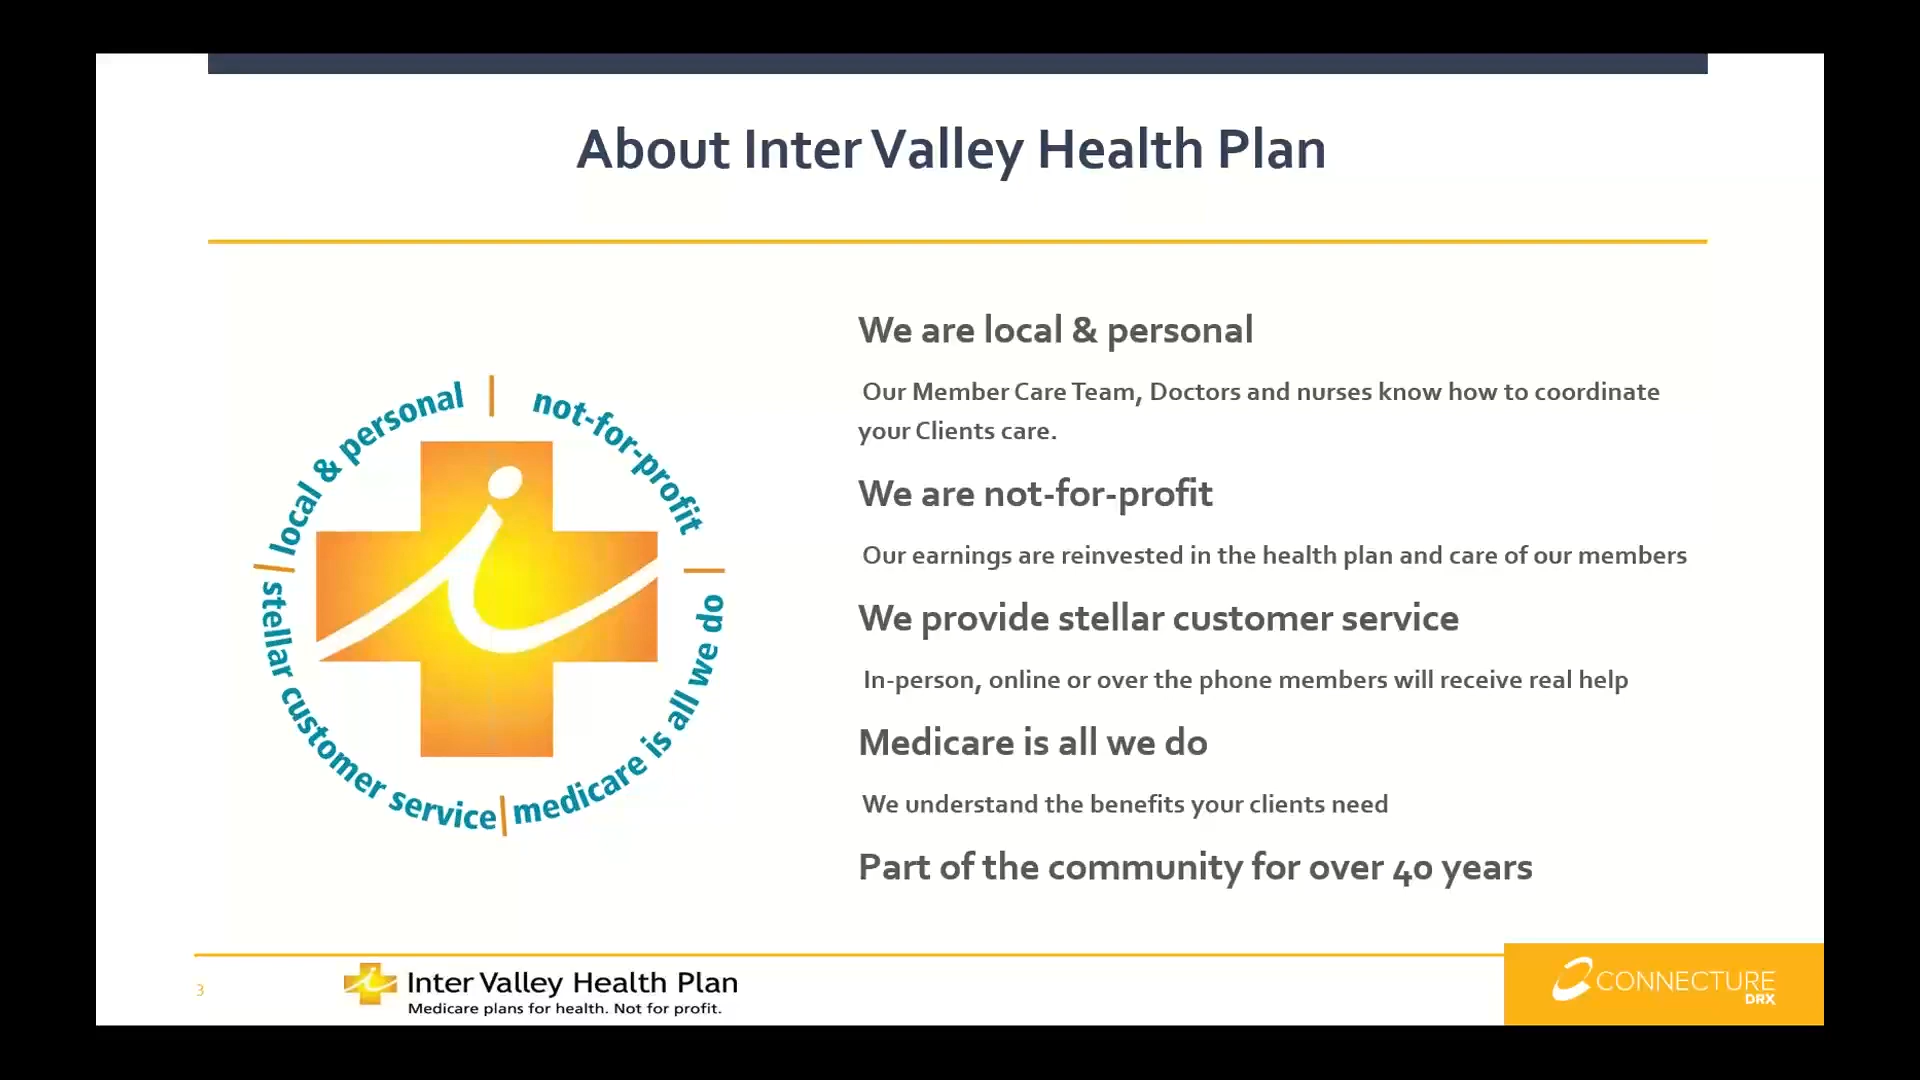 About Inter Valley Health Plan
local & personal
not-for-profit
stellar customer service
medicare is all we do
We are local & personal
Our Member Care Team, Doctors and nurses know how to coordinate
your Clients care.
We are not-for-profit
Our earnings are reinvested in the health plan and care of our members
We provide stellar customer service
In-person, online or over the phone members will receive real help
Medicare is all we do
We understand the benefits your clients need
Part of the community for over 40 years
3
Inter Valley Health Plan
Medicare plans for health. Not for profit.
CONNECTURE
DRX